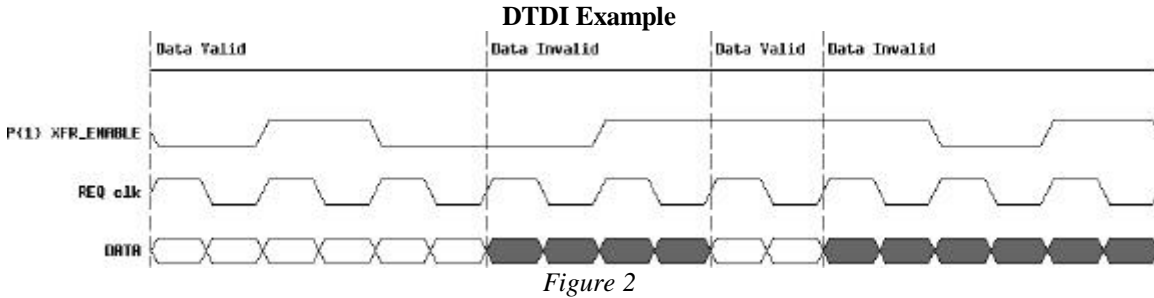 DTDI Example
Data Valid Data Invalid Data Valid Data Invalid
P(1) XFR_ENABLE
REQ clk
DATA
Figure 2